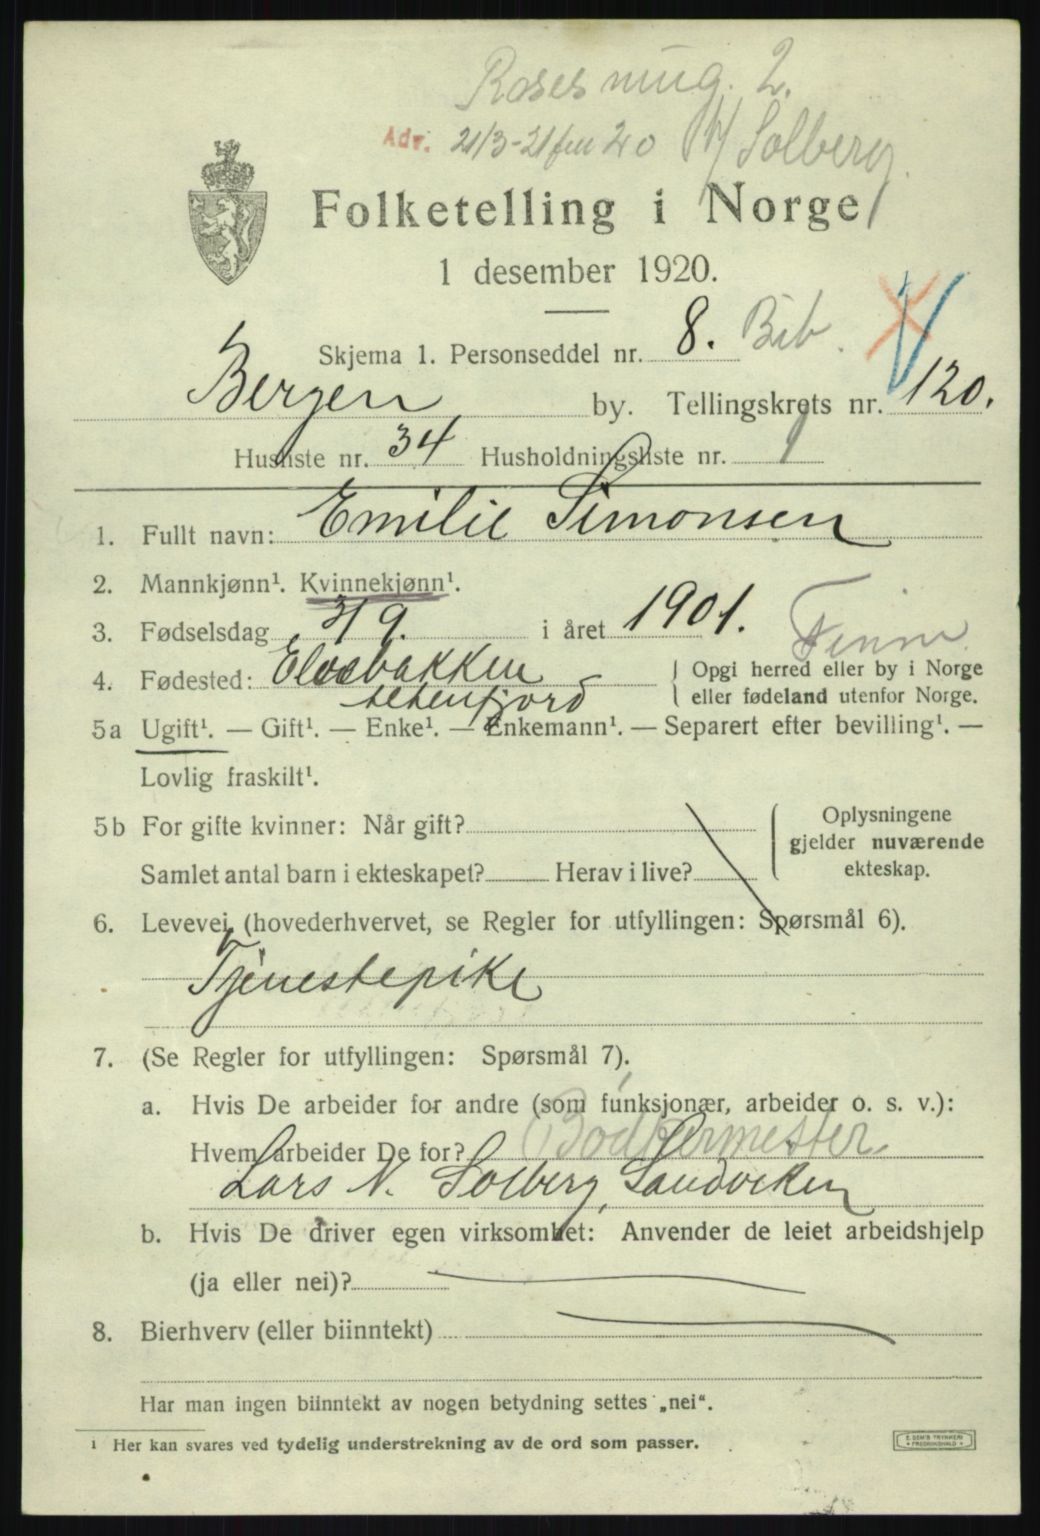 Rosesmug. 2.
Adr. 21/3-21 fra 20 h/ Solberg.
Folketelling i Norge
1 desember 1920.
Skjema 1. Personseddel nr. 8. Bib.
Bergen by. Tellingskrets nr. 120.
Husliste nr. 34 Husholdningsliste nr. 1
1. Fullt navn: Emilie Simonsen
2. Mannkjønn¹. Kvinnekjønn¹.
3. Fødselsdag 3/9. i året 1901.
4. Fødested: Elvebakken
Altenfjord
Opgi herred eller by i Norge
eller fødeland utenfor Norge.
5a Ugift¹. — Gift¹. — Enke¹. — Enkemann¹. — Separert efter bevilling¹. —
Lovlig fraskilt¹.
5b For gifte kvinner: Når gift?
Samlet antal barn i ekteskapet? Herav i live?
Oplysningene
gjelder nuværende
ekteskap.
6. Levevei (hovederhvervet, se Regler for utfyllingen: Spørsmål 6).
Tjenestepike
7. (Se Regler for utfyllingen: Spørsmål 7).
a. Hvis De arbeider for andre (som funksjonær, arbeider o. s. v.):
Hvem arbeider De for? Bødkermester
Lars N. Solberg, Sandviken
b. Hvis De driver egen virksomhet: Anvender de leiet arbeidshjelp
(ja eller nei)?
8. Bierhverv (eller biinntekt)
Har man ingen biinntekt av nogen betydning settes „nei“.
¹ Her kan svares ved tydelig understrekning av de ord som passer.